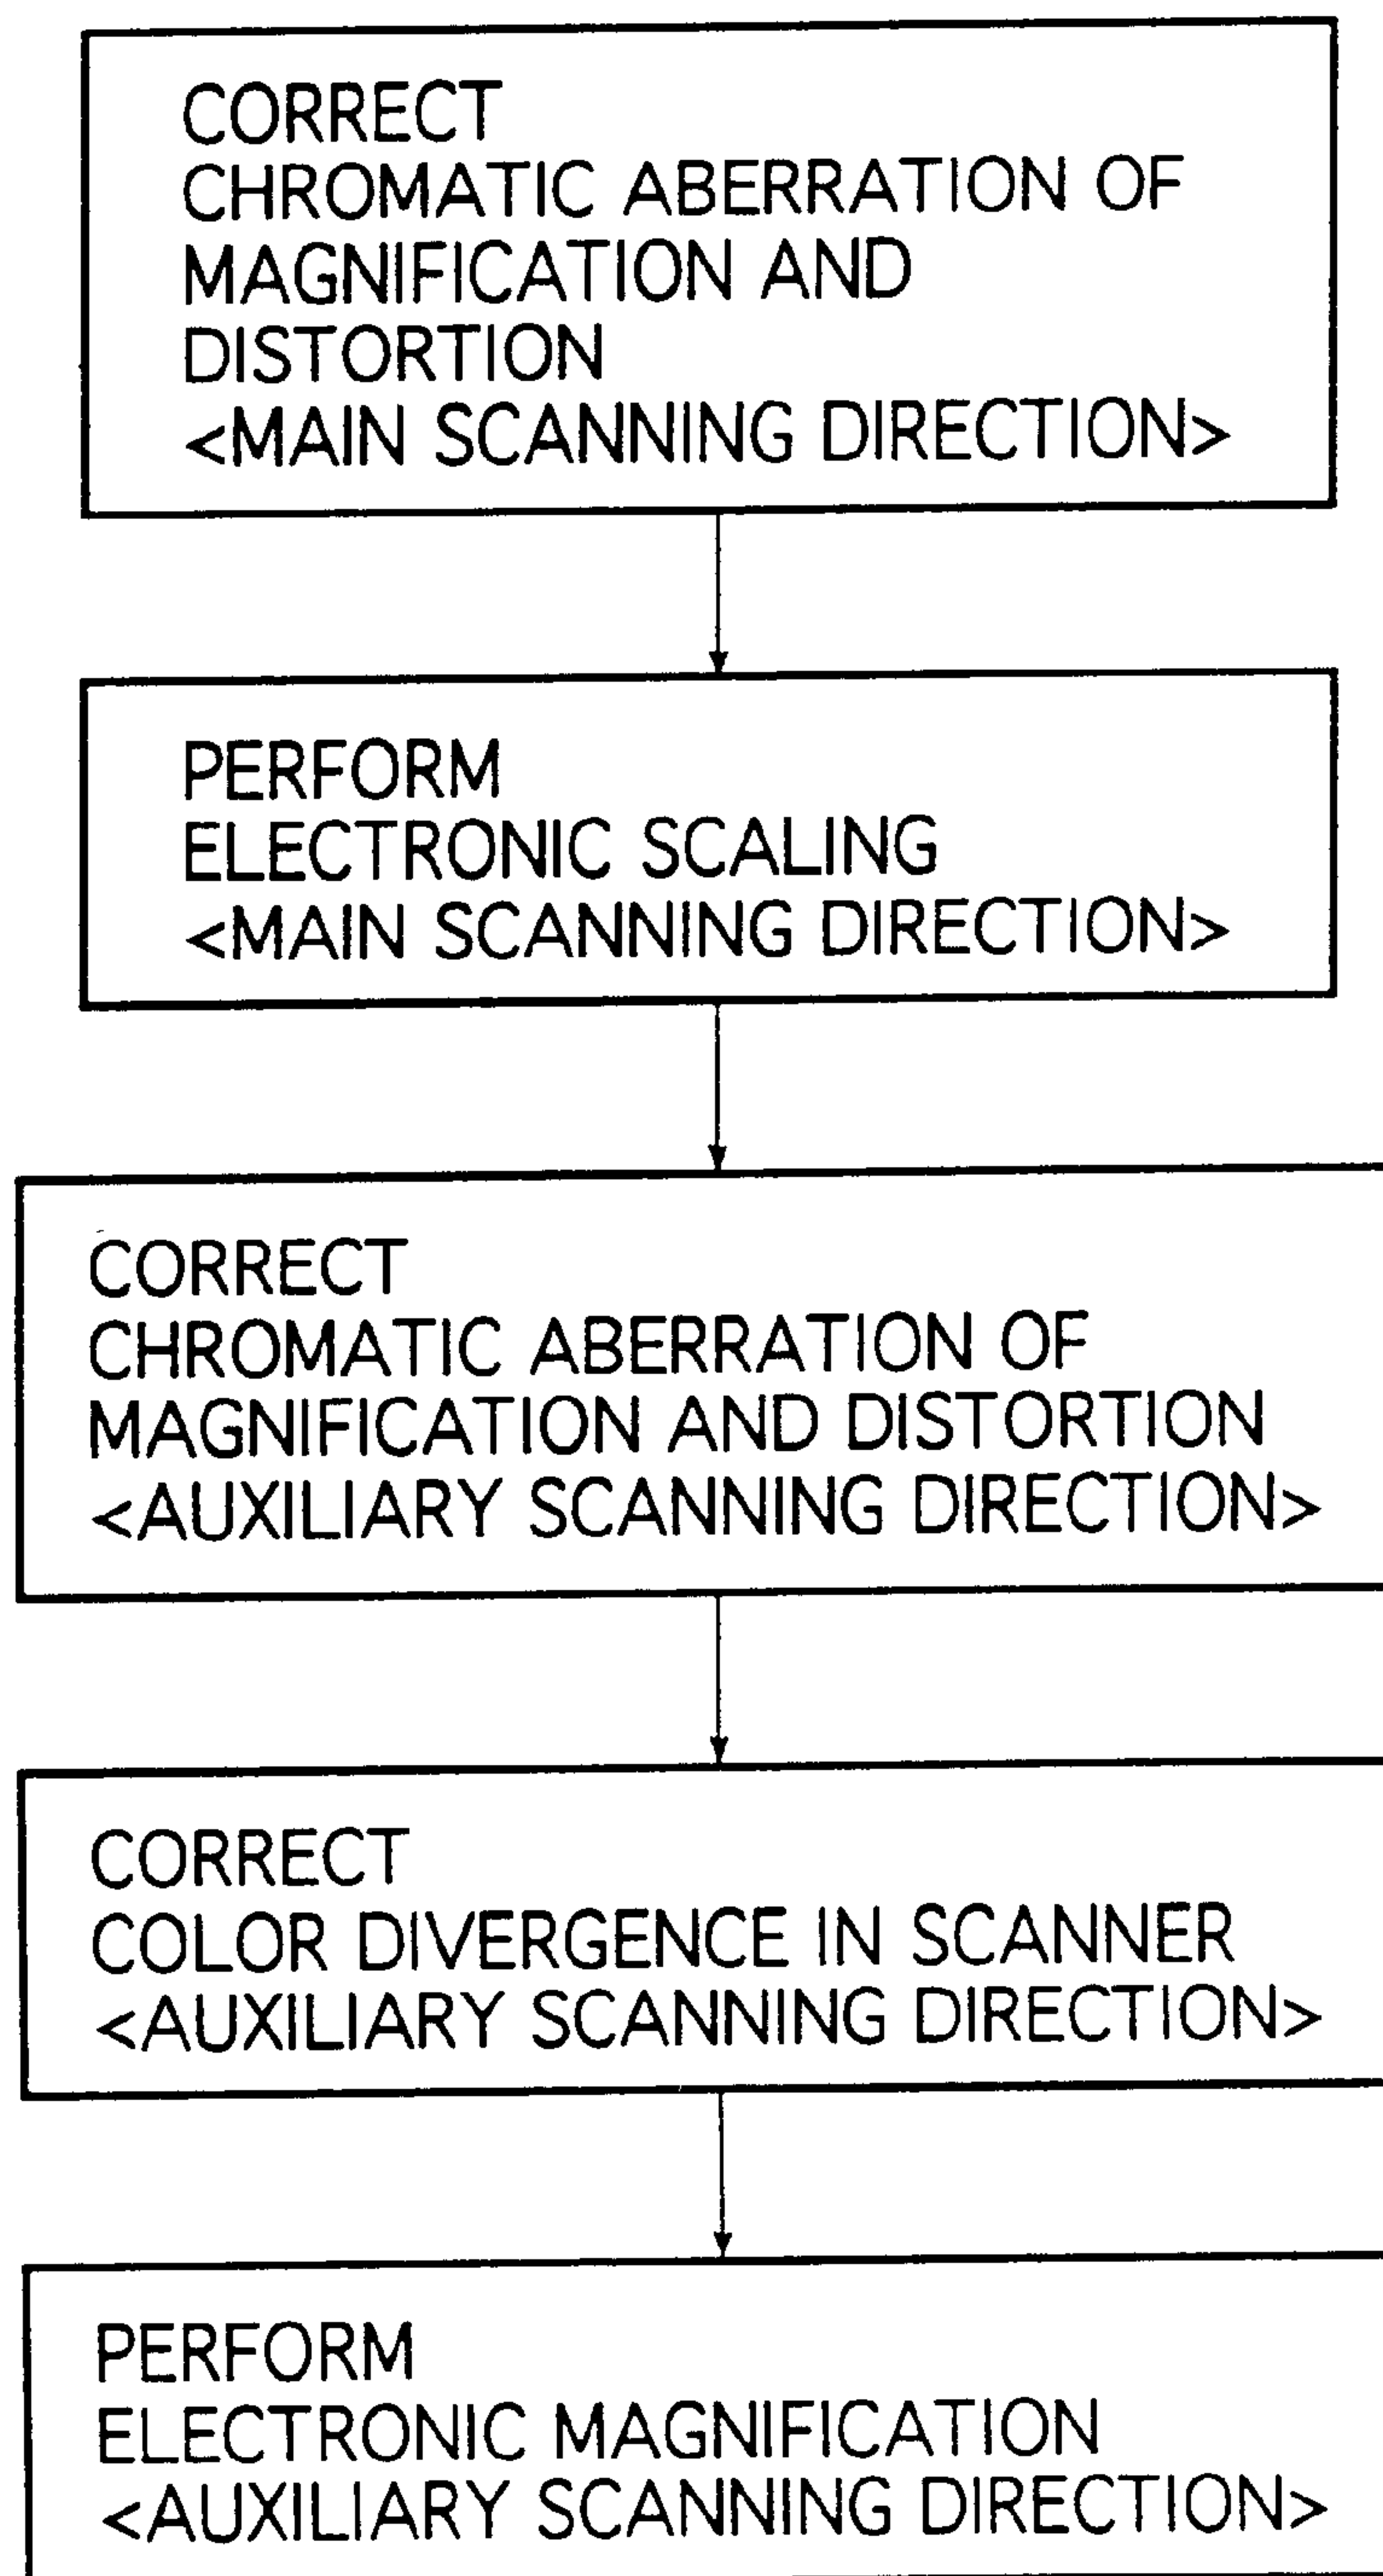 CORRECT
CHROMATIC ABERRATION OF
MAGNIFICATION AND
DISTORTION
<MAIN SCANNING DIRECTION>
PERFORM
ELECTRONIC SCALING
<MAIN SCANNING DIRECTION>
CORRECT
CHROMATIC ABERRATION OF
MAGNIFICATION AND DISTORTION
<AUXILIARY SCANNING DIRECTION>
CORRECT
COLOR DIVERGENCE IN SCANNER
<AUXILIARY SCANNING DIRECTION>
PERFORM
ELECTRONIC MAGNIFICATION
<AUXILIARY SCANNING DIRECTION>